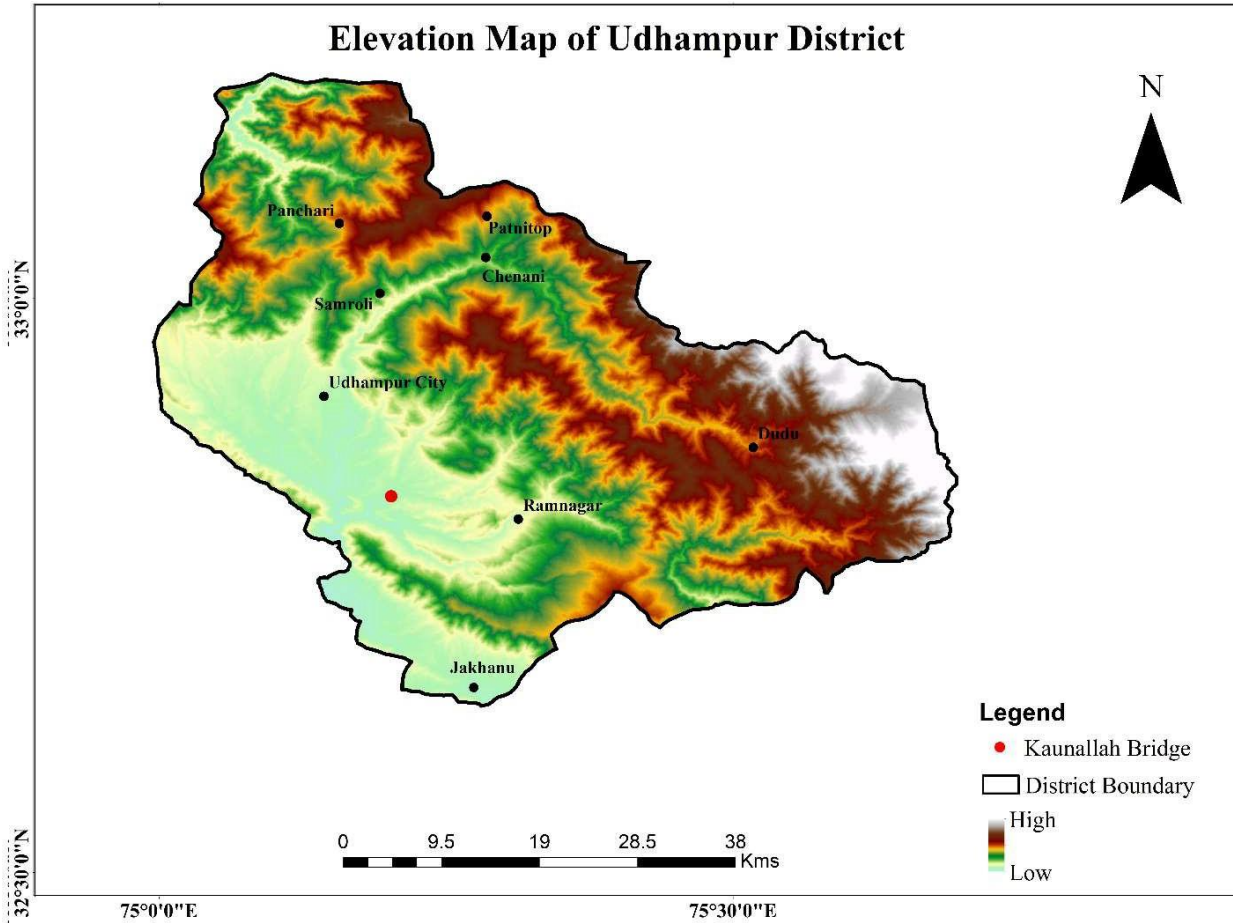 Elevation Map of Udhampur District
N
Panchari
Patnitop
Chenani
Samroli
33°0'0"N
Udhampur City
Dudu
Ramnagar
Jakhanu
Legend
Kaunallah Bridge
District Boundary
High
Low
0 9.5 19 28.5 38
Kms
32°30'0"N
75°0'0"E 75°30'0"E